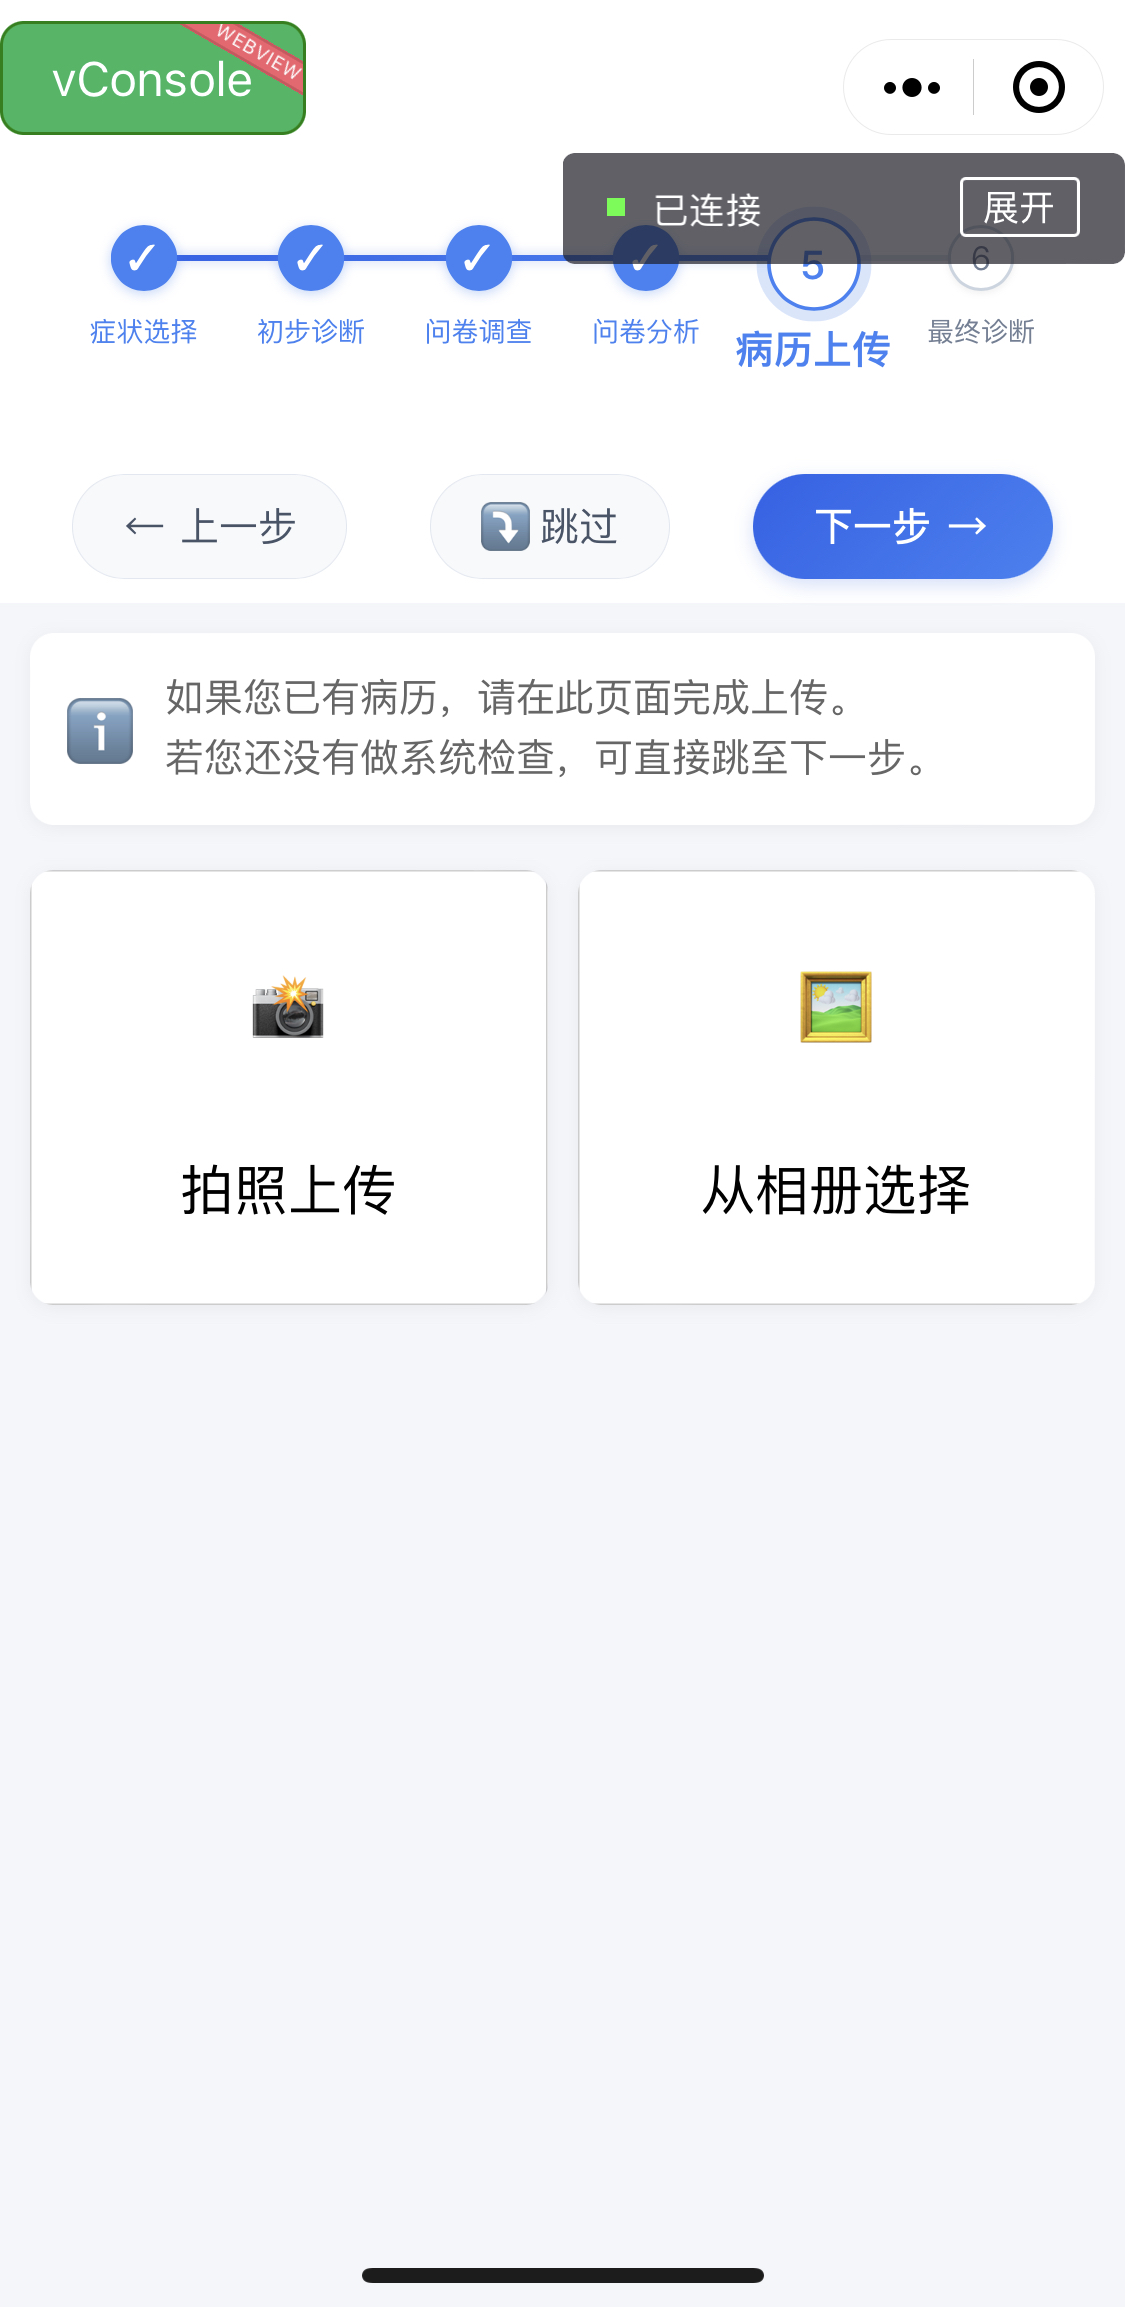 vConsole
WEBVIEW
已连接
展开
✓ ✓ ✓ ✓ 5 6
症状选择 初步诊断 问卷调查 问卷分析 病历上传 最终诊断
← 上一步
跳过
下一步 →
如果您已有病历，请在此页面完成上传。
若您还没有做系统检查，可直接跳至下一步。
拍照上传
从相册选择